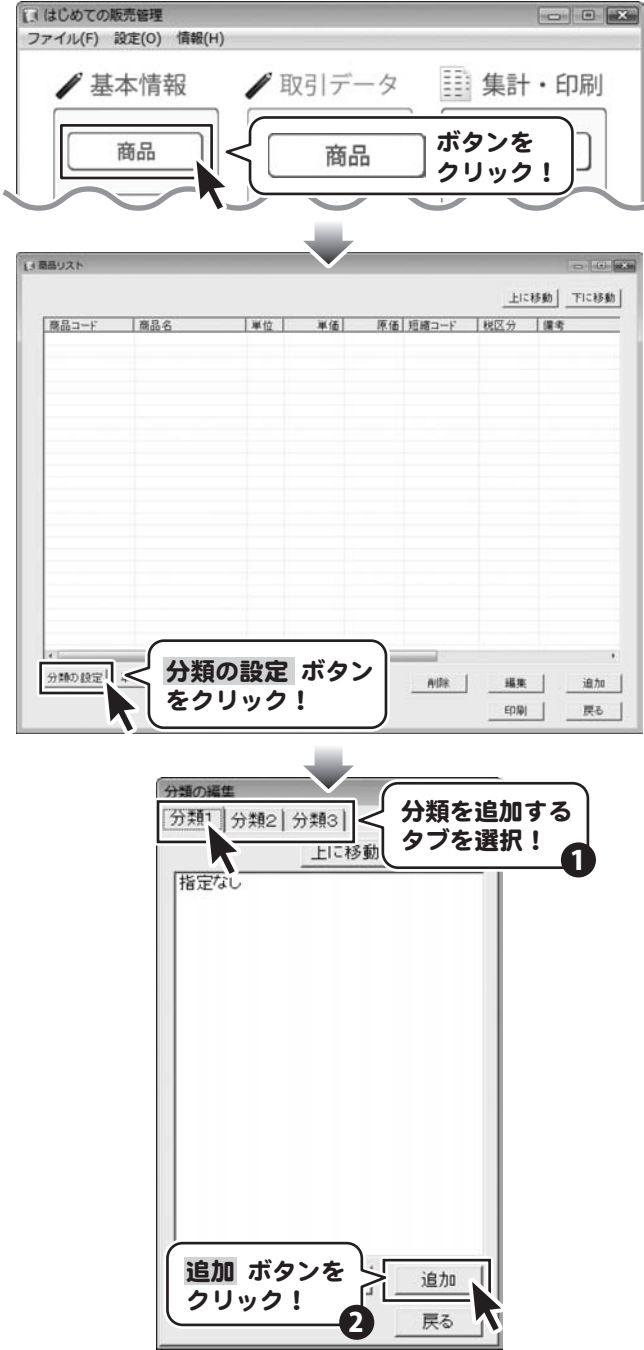 はじめての販売管理
ファイル(F) 設定(O) 情報(H)
基本情報 取引データ 集計・印刷
商品
商品 ボタンを
クリック！
商品リスト
上に移動 下に移動
商品コード 商品名 単位 単価 原価 短縮コード 税区分 備考
分類の設定
分類の設定 ボタン
をクリック！
削除 編集 追加
印刷 戻る
分類の編集
分類1 分類2 分類3
分類を追加する
タブを選択！
1
上に移動
指定なし
追加 ボタンを
クリック！
2
追加
戻る